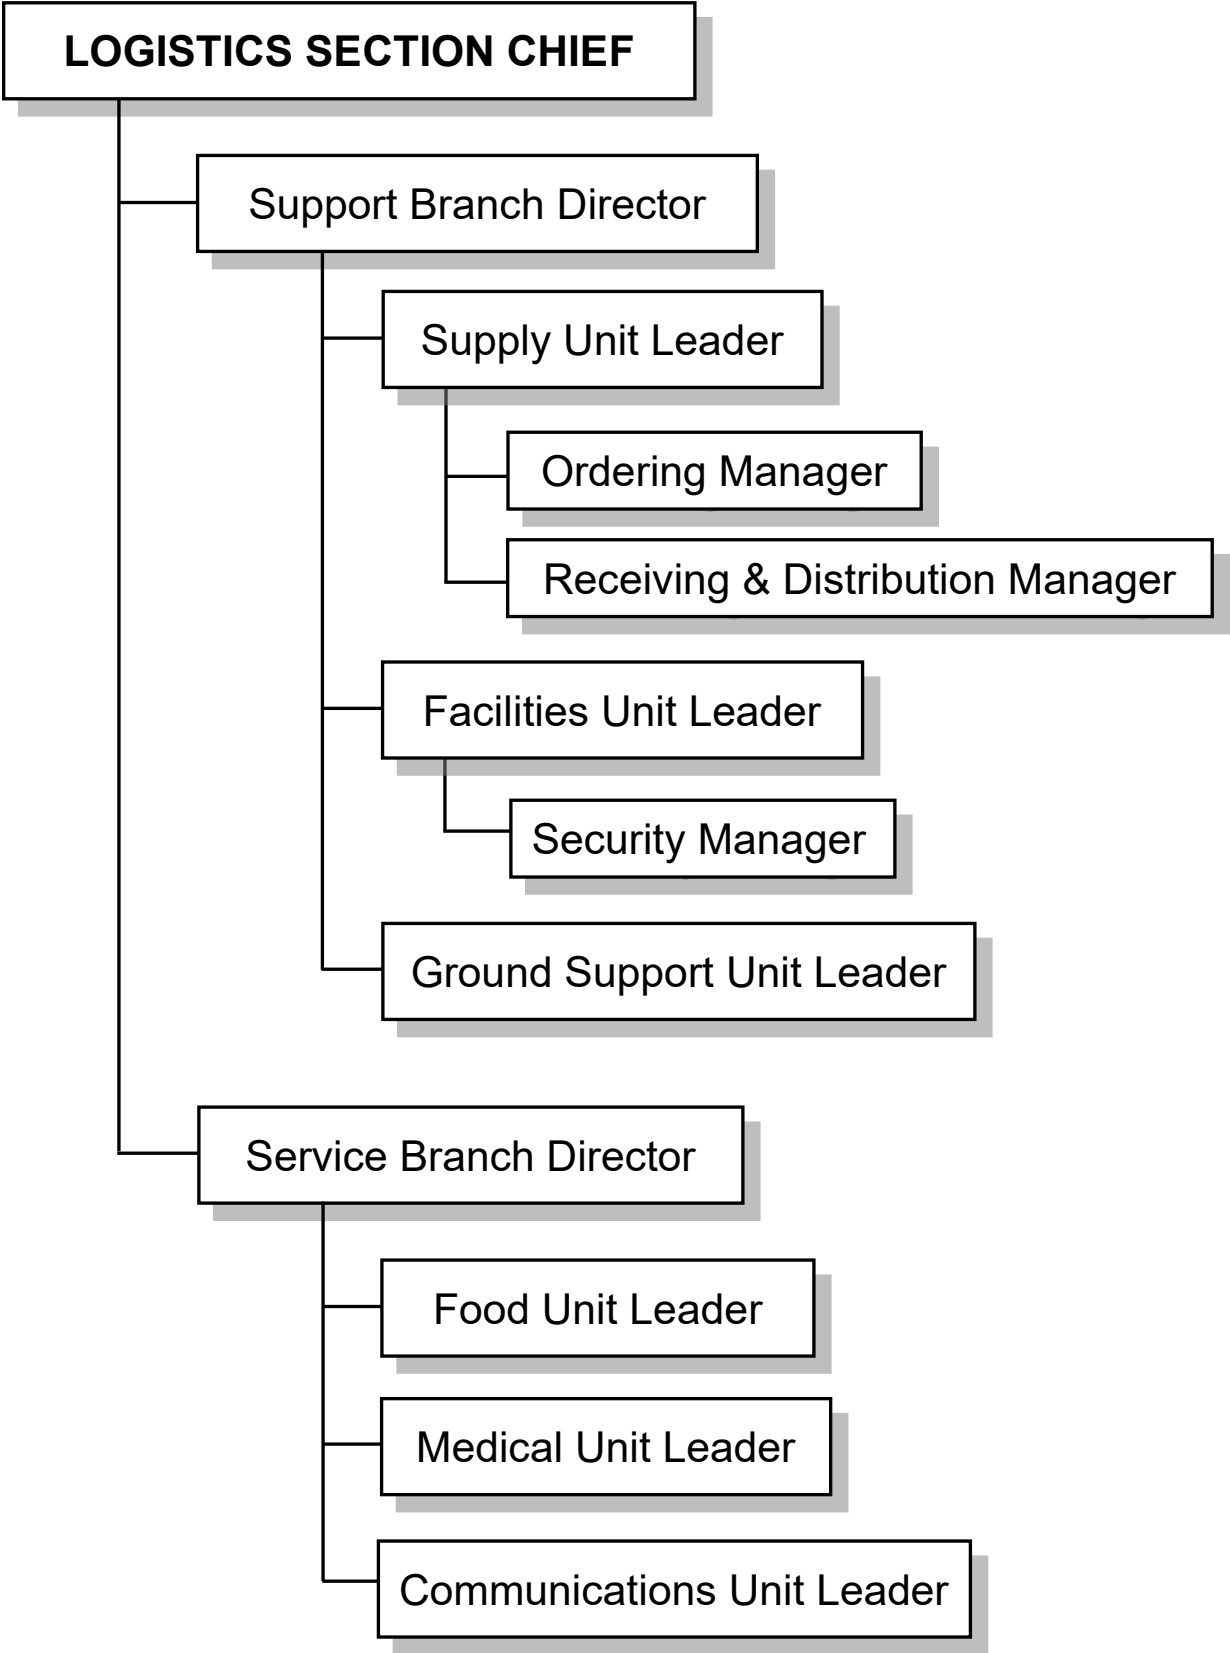 LOGISTICS SECTION CHIEF
Support Branch Director
Supply Unit Leader
Ordering Manager
Receiving & Distribution Manager
Facilities Unit Leader
Security Manager
Ground Support Unit Leader
Service Branch Director
Food Unit Leader
Medical Unit Leader
Communications Unit Leader